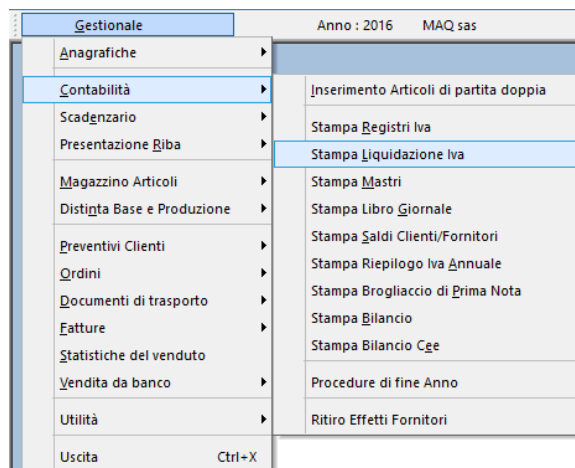 Gestionale Anno : 2016 MAQ sas
Anagrafiche
Contabilità
Scadenzario
Presentazione Riba
Magazzino Articoli
Distinta Base e Produzione
Preventivi Clienti
Ordini
Documenti di trasporto
Fatture
Statistiche del venduto
Vendita da banco
Utilità
Uscita Ctrl+X
Inserimento Articoli di partita doppia
Stampa Registri Iva
Stampa Liquidazione Iva
Stampa Mastri
Stampa Libro Giornale
Stampa Saldi Clienti/Fornitori
Stampa Riepilogo Iva Annuale
Stampa Brogliaccio di Prima Nota
Stampa Bilancio
Stampa Bilancio Cee
Procedure di fine Anno
Ritiro Effetti Fornitori